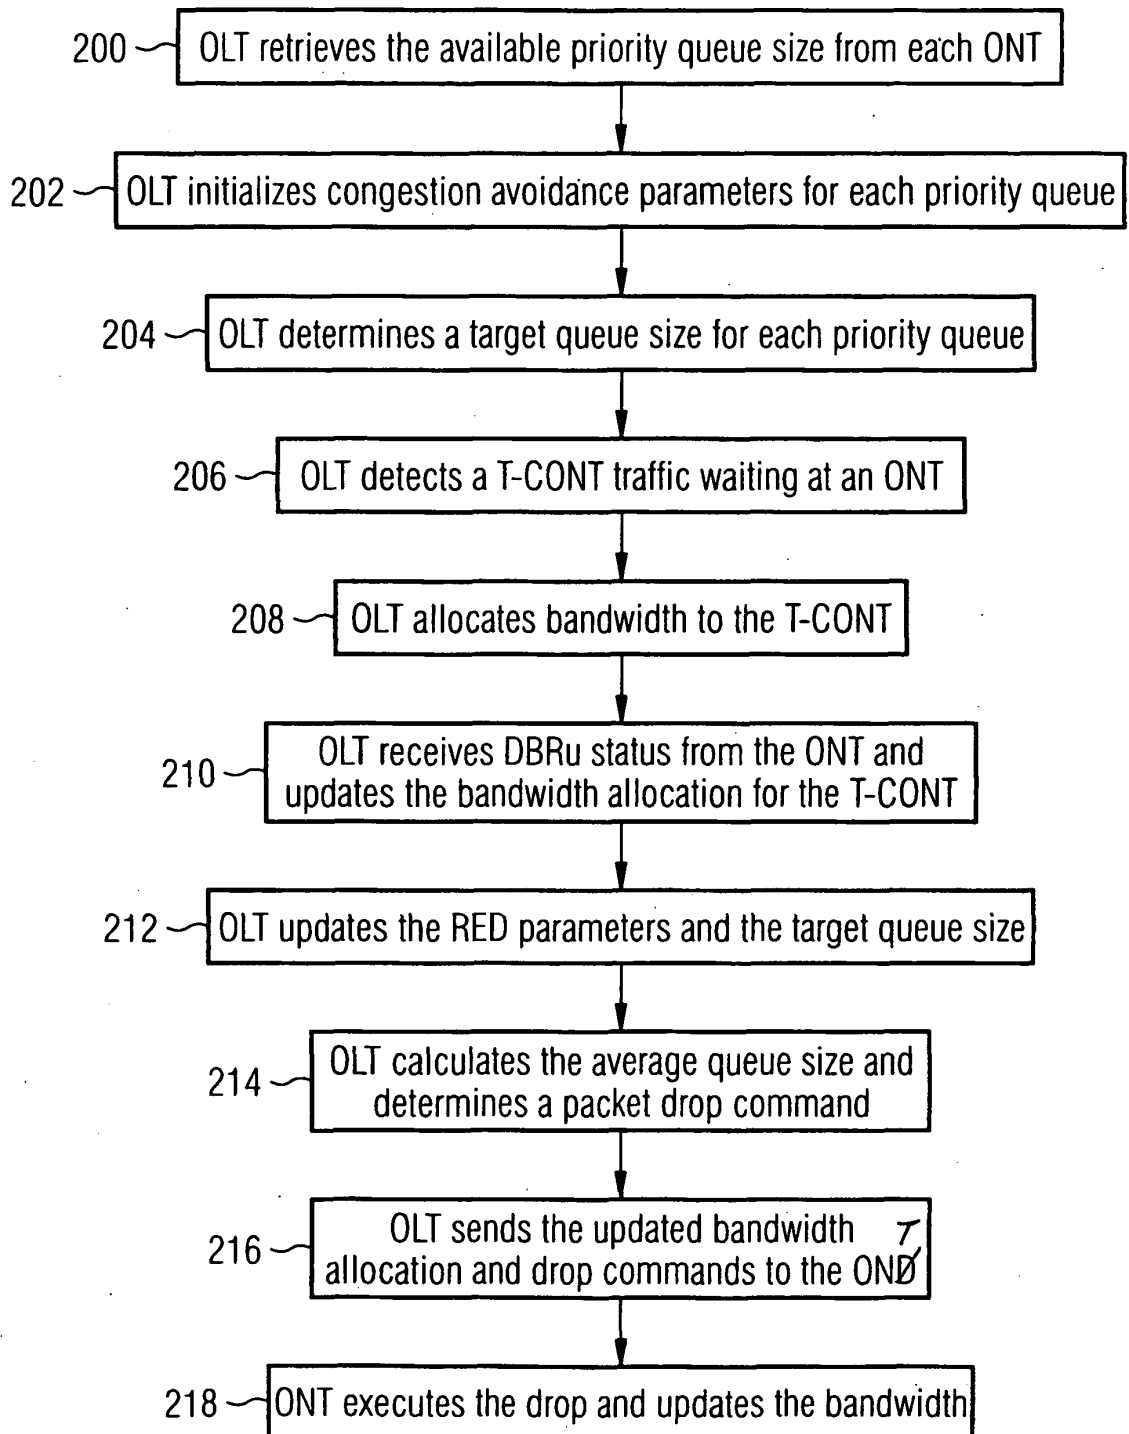 200 OLT retrieves the available priority queue size from each ONT
202 OLT initializes congestion avoidance parameters for each priority queue
204 OLT determines a target queue size for each priority queue
206 OLT detects a T-CONT traffic waiting at an ONT
208 OLT allocates bandwidth to the T-CONT
210 OLT receives DBRu status from the ONT and
updates the bandwidth allocation for the T-CONT
212 OLT updates the RED parameters and the target queue size
214 OLT calculates the average queue size and
determines a packet drop command
216 OLT sends the updated bandwidth T
allocation and drop commands to the OND
218 ONT executes the drop and updates the bandwidth